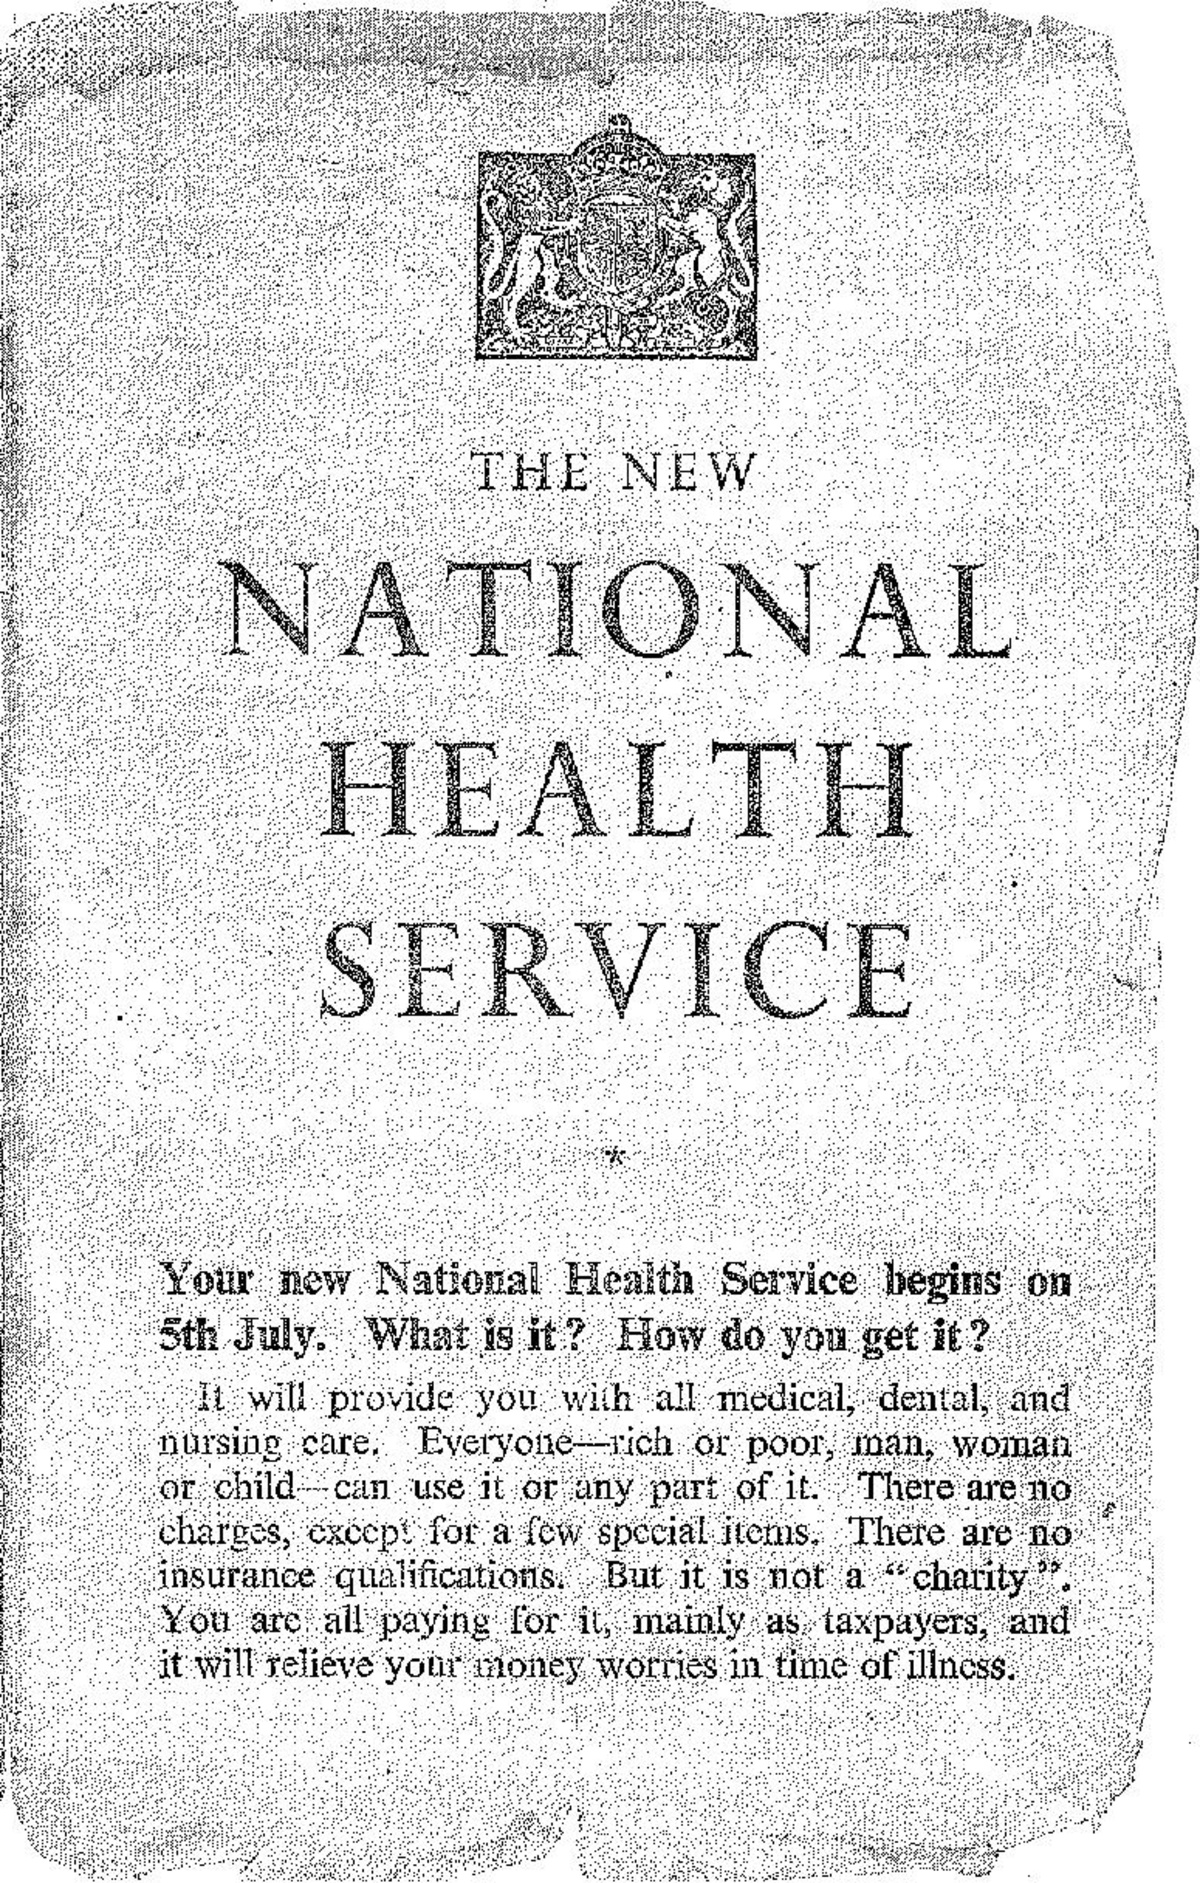 THE NEW
NATIONAL
HEALTH
SERVICE
*
Your new National Health Service begins on
5th July. What is it? How do you get it?
It will provide you with all medical, dental, and
nursing care. Everyone—rich or poor, man, woman
or child—can use it or any part of it. There are no
charges, except for a few special items. There are no
insurance qualifications. But it is not a "charity".
You are all paying for it, mainly as taxpayers, and
it will relieve your money worries in time of illness.